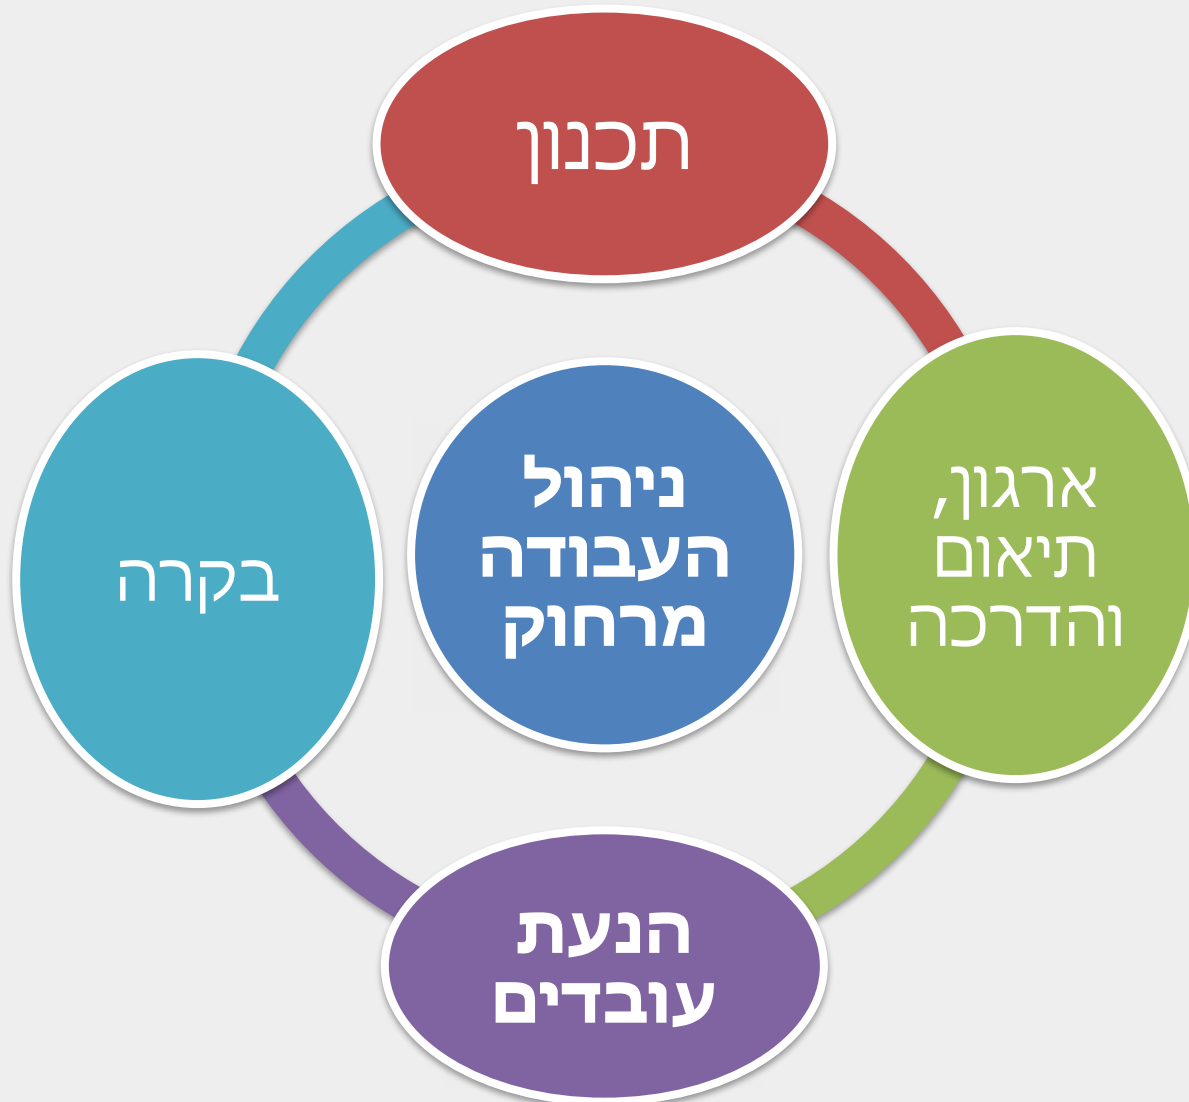 תכנון
ארגון,
תיאום
והדרכה
הנעת
עובדים
בקרה
ניהול
העבודה
מרחוק